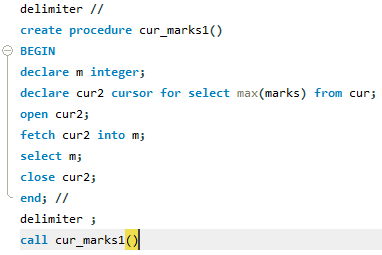 delimiter //
create procedure cur_marks1()
BEGIN
declare m integer;
declare cur2 cursor for select max(marks) from cur;
open cur2;
fetch cur2 into m;
select m;
close cur2;
end; //
delimiter ;
call cur_marks1()